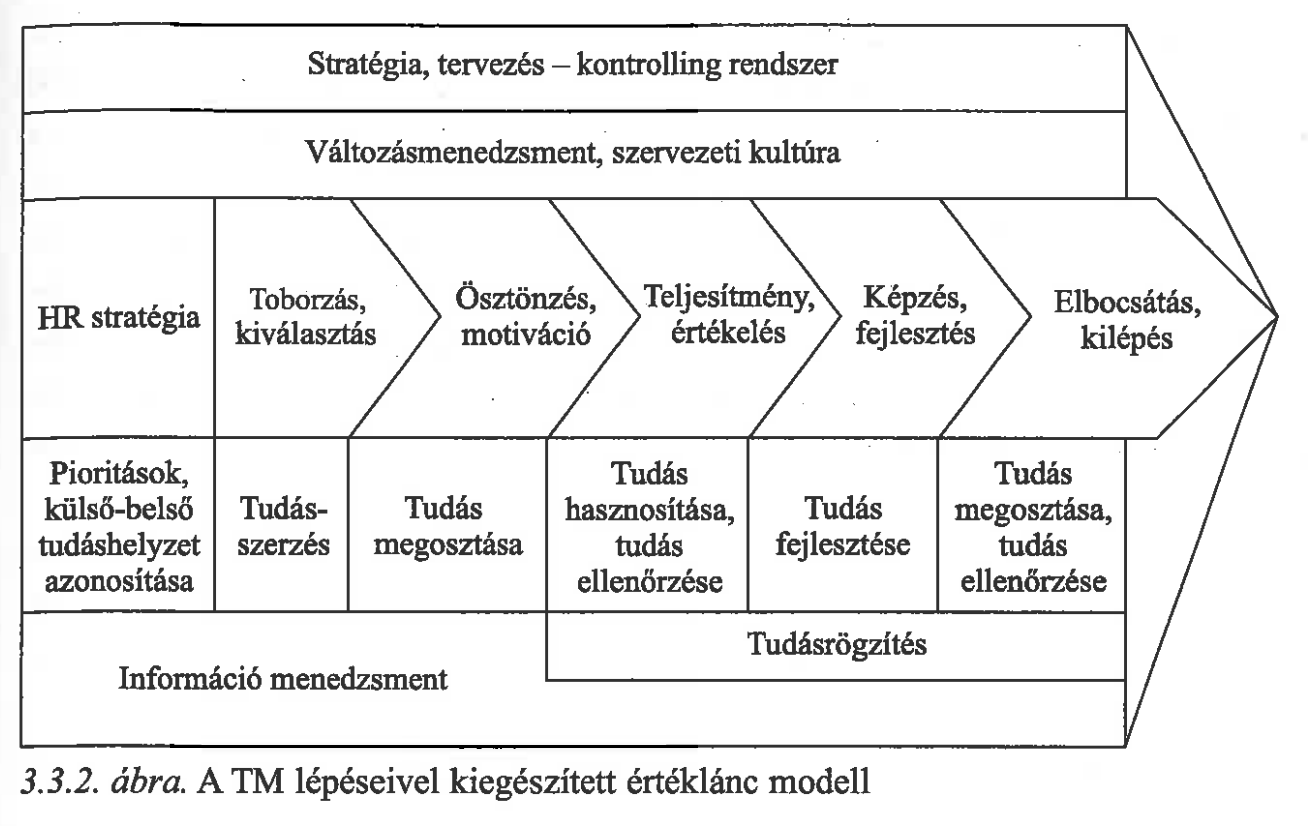 Stratégia, tervezés – kontrolling rendszer
Változásmenedzsment, szervezeti kultúra
HR stratégia
Toborzás,
kiválasztás
Ösztönzés,
motiváció
Teljesítmény,
értékelés
Képzés,
fejlesztés
Elbocsátás,
kilépés
Pioritások,
külső-belső
tudáshelyzet
azonosítása
Tudás-
szerzés
Tudás
megosztása
Tudás
hasznosítása,
tudás
ellenőrzése
Tudás
fejlesztése
Tudás
megosztása,
tudás
ellenőrzése
Tudásrögzítés
Információ menedzsment
3.3.2. ábra. A TM lépéseivel kiegészített értéklánc modell